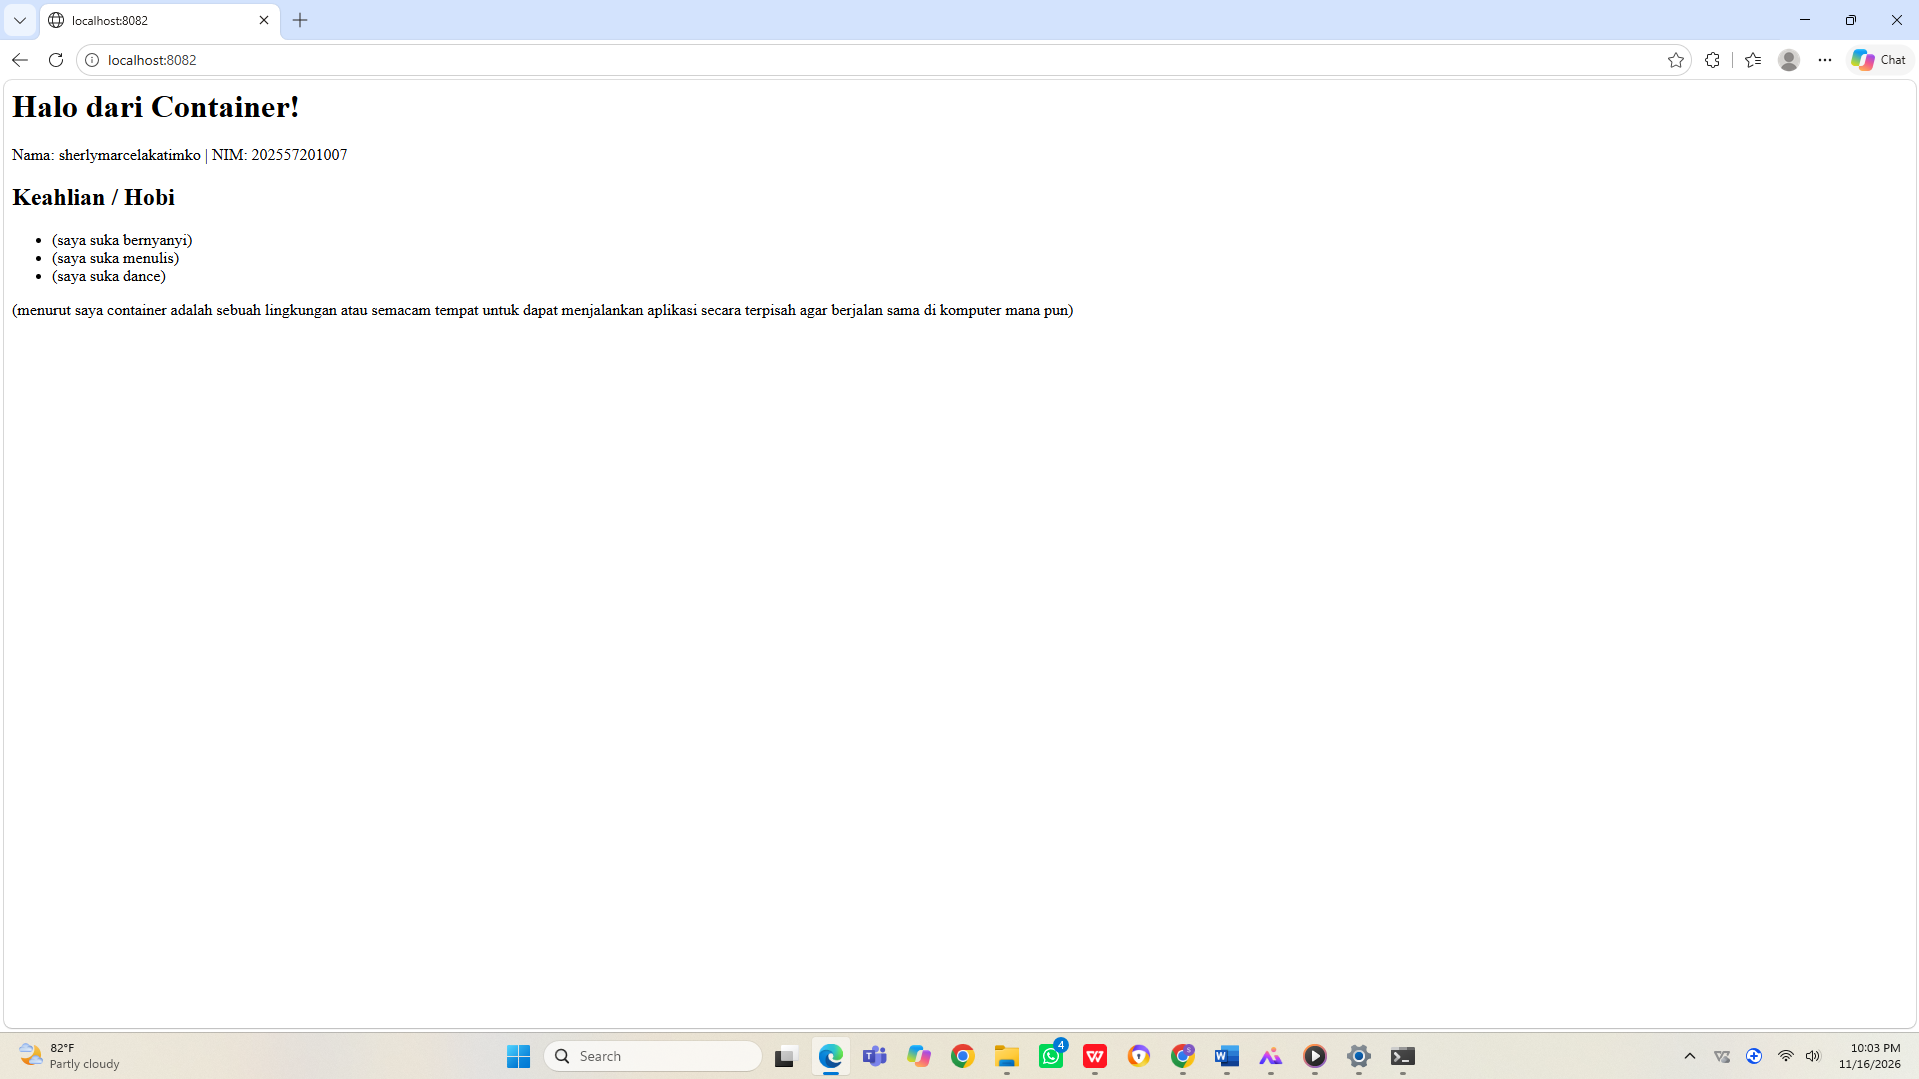 localhost:8082
localhost:8082
Chat
Halo dari Container!
Nama: sherlymarcelakatimko | NIM: 202557201007
Keahlian / Hobi
(saya suka bernyanyi)
(saya suka menulis)
(saya suka dance)
(menurut saya container adalah sebuah lingkungan atau semacam tempat untuk dapat menjalankan aplikasi secara terpisah agar berjalan sama di komputer mana pun)
82°F
Partly cloudy
Search
4
10:03 PM
11/16/2026